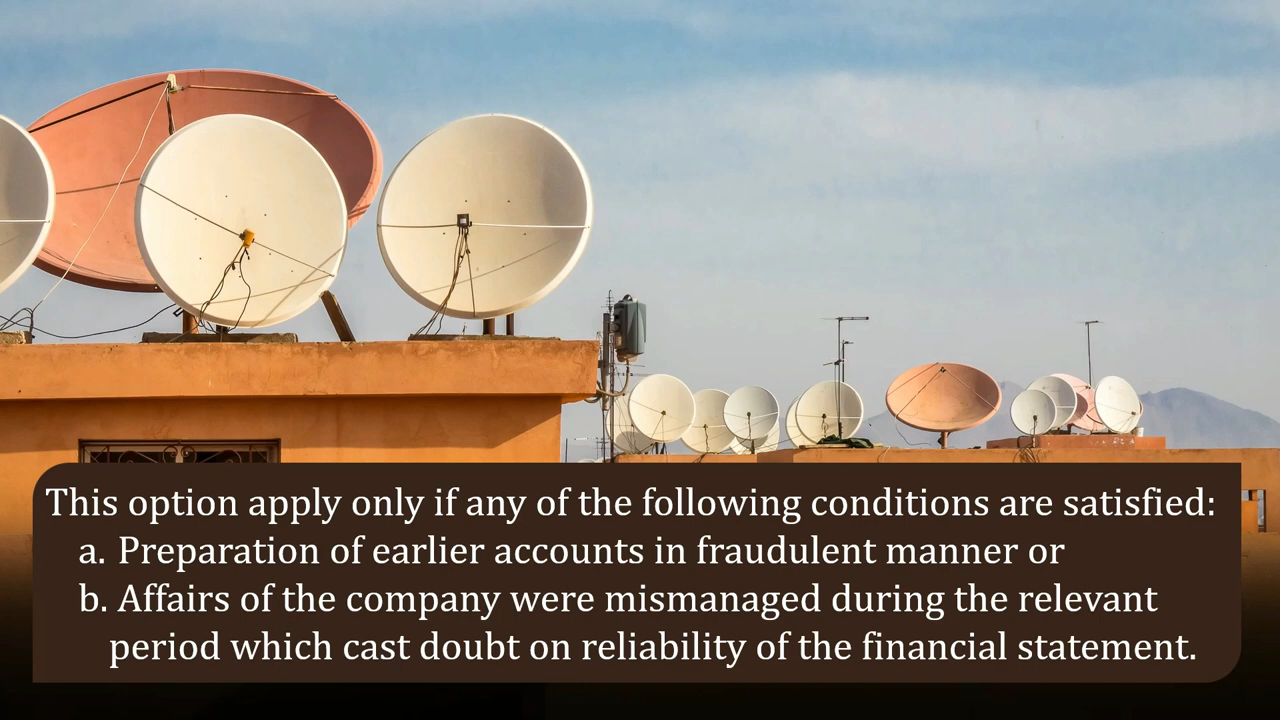 This option apply only if any of the following conditions are satisfied:
a. Preparation of earlier accounts in fraudulent manner or
b. Affairs of the company were mismanaged during the relevant
period which cast doubt on reliability of the financial statement.